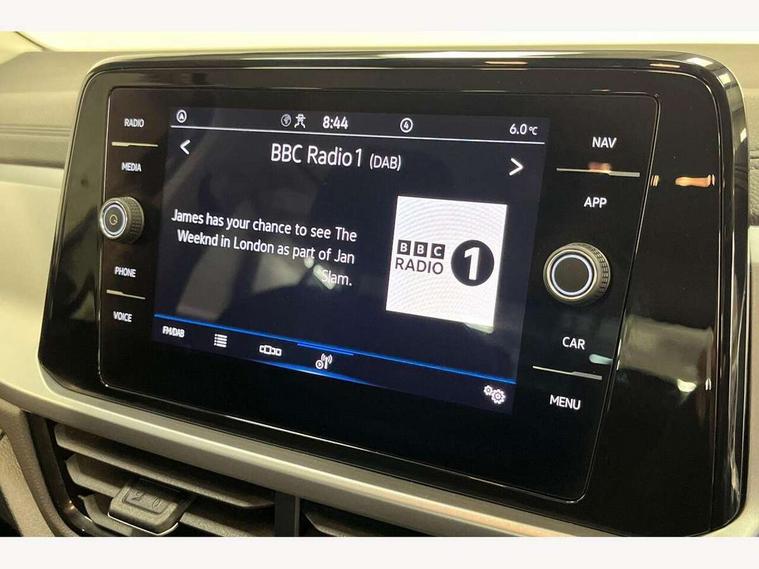 RADIO
MEDIA
PHONE
VOICE
A
8:44
4
6.0 °C
BBC Radio 1 (DAB)
James has your chance to see The
Weeknd in London as part of Jan
Slam.
BBC
RADIO 1
FM/DAB
NAV
APP
CAR
MENU